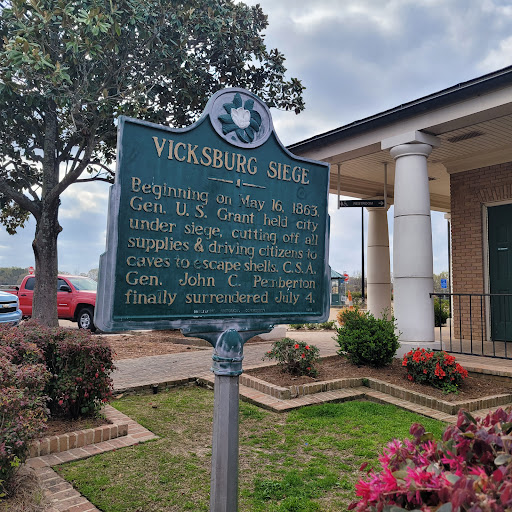 VICKSBURG SIEGE
Beginning on May 16, 1863,
Gen. U. S. Grant held city
under siege, cutting off all
supplies & driving citizens to
caves to escape shells. C.S.A.
Gen. John C. Pemberton
finally surrendered July 4.